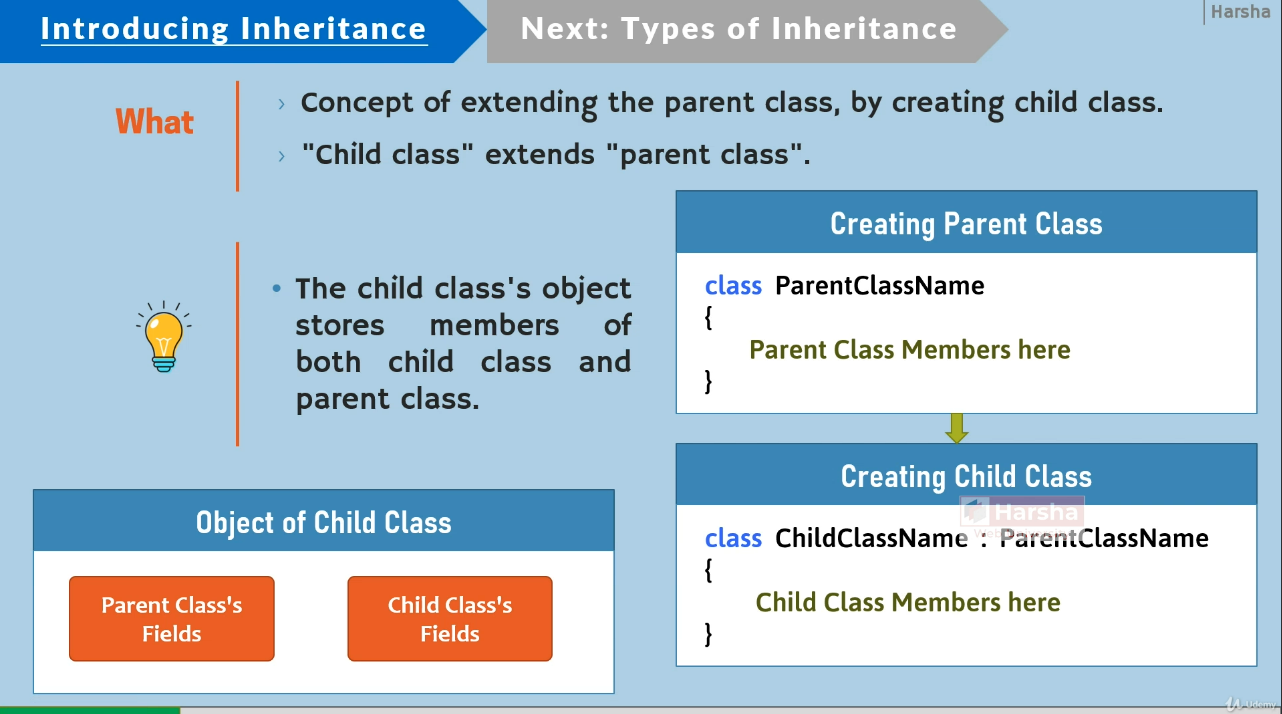 Introducing Inheritance
Next: Types of Inheritance
Harsha
What
› Concept of extending the parent class, by creating child class.
› "Child class" extends "parent class".
• The child class's object
stores members of
both child class and
parent class.
Creating Parent Class
class ParentClassName
{
Parent Class Members here
}
Creating Child Class
Harsha
class ChildClassName : ParentClassName
{
Child Class Members here
}
Object of Child Class
Parent Class's
Fields
Child Class's
Fields
Udemy